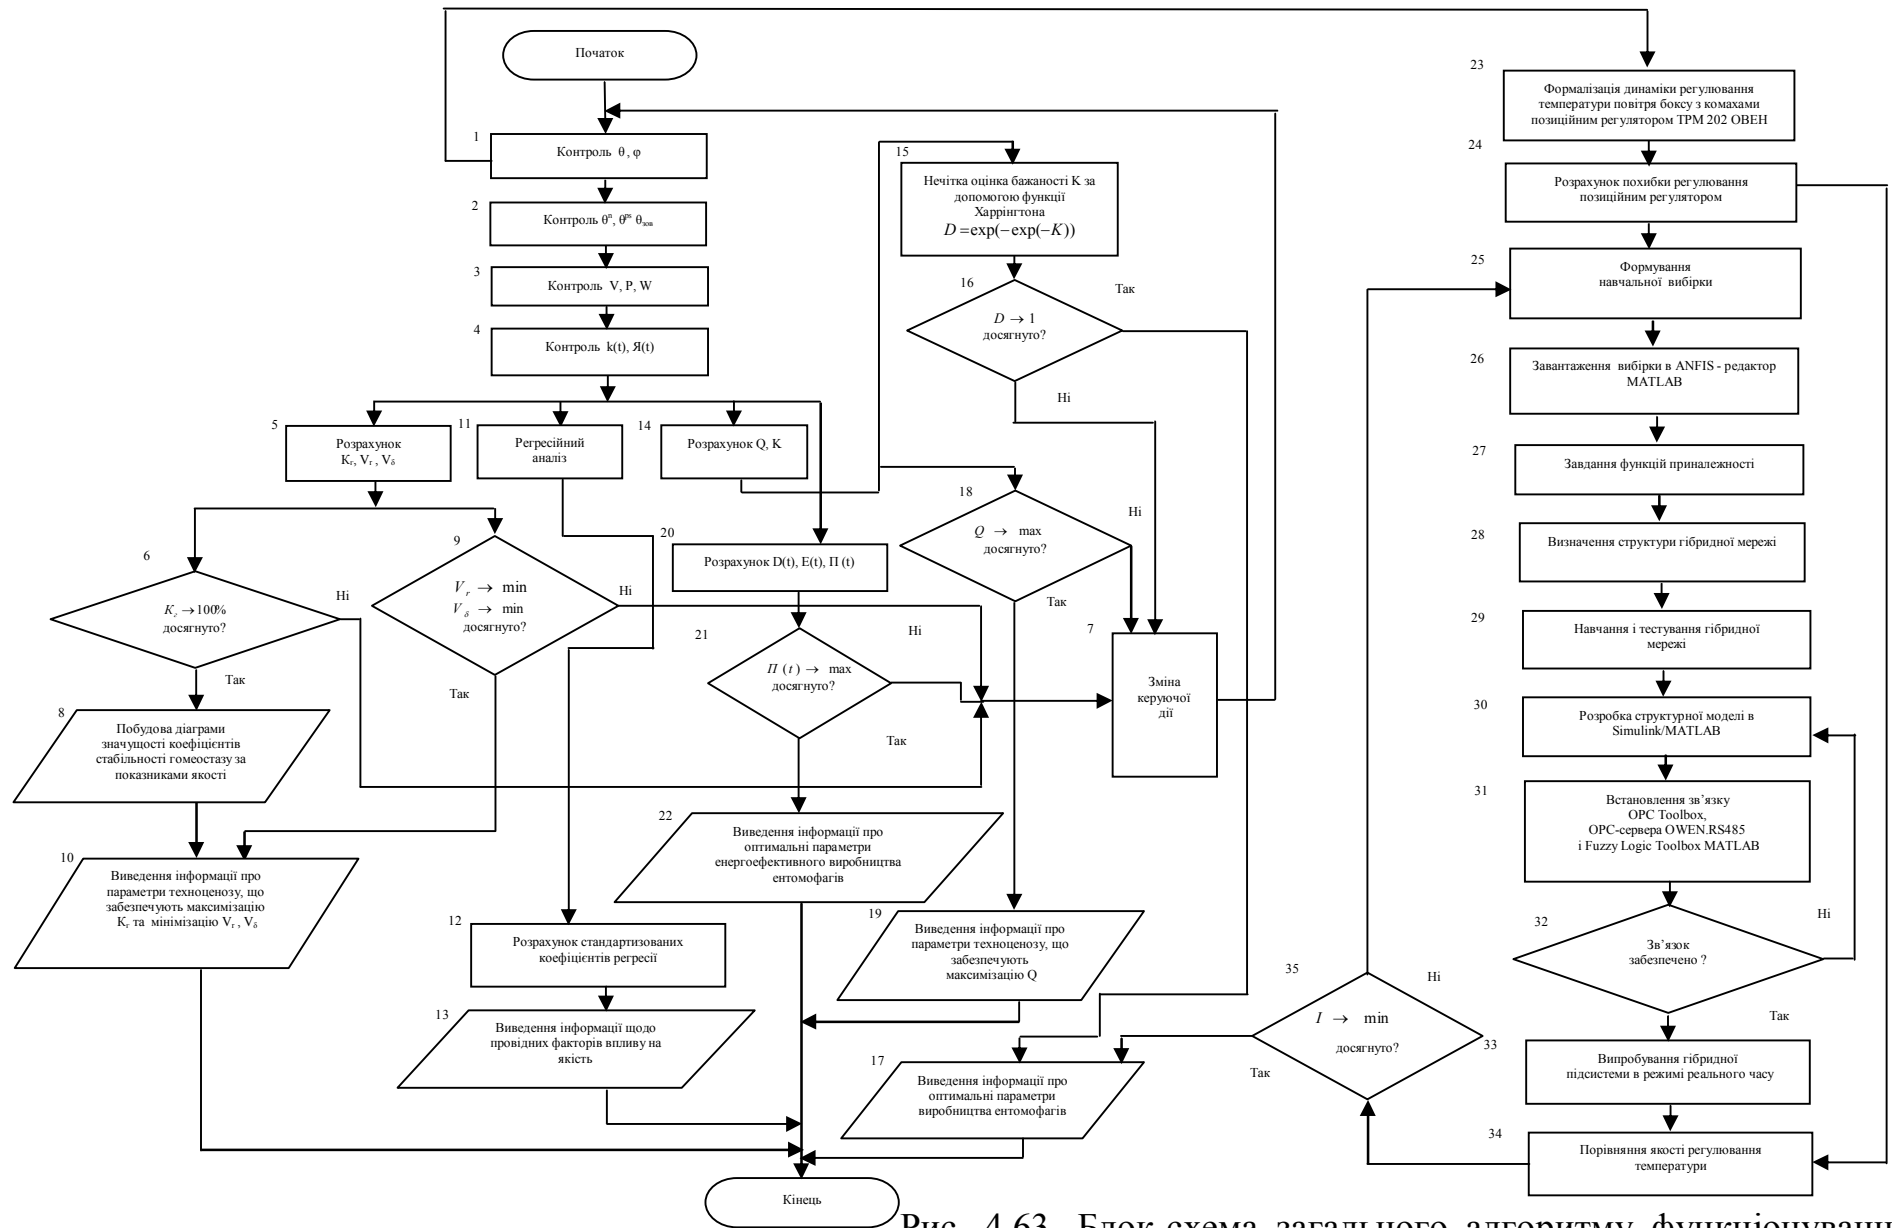 Початок
1
Контроль θ, φ
2
Контроль θⁿ, θᵖˢ θзов
3
Контроль V, P, W
4
Контроль k(t), Я(t)
5
Розрахунок
Kг, Vr , Vδ
11
Регресійний
аналіз
14
Розрахунок Q, K
6
Kг → 100%
досягнуто?
Ні
Так
9
Vr → min
Vδ → min
досягнуто?
Ні
Так
8
Побудова діаграми
значущості коефіцієнтів
стабільності гомеостазу за
показниками якості
10
Виведення інформації про
параметри техноценозу, що
забезпечують максимізацію
Kг та мінімізацію Vr , Vδ
12
Розрахунок стандартизованих
коефіцієнтів регресії
13
Виведення інформації щодо
провідних факторів впливу на
якість
20
Розрахунок D(t), E(t), П (t)
21
П (t) → max
досягнуто?
Ні
Так
22
Виведення інформації про
оптимальні параметри
енергоефективного виробництва
ентомофагів
15
Нечітка оцінка бажаності K за
допомогою функції
Харрінгтона
D = exp(− exp(−K))
16
D → 1
досягнуто?
Так
Ні
18
Q → max
досягнуто?
Ні
Так
7
Зміна
керуючої
дії
19
Виведення інформації про
параметри техноценозу, що
забезпечують
максимізацію Q
17
Виведення інформації про
оптимальні параметри
виробництва ентомофагів
Кінець
23
Формалізація динаміки регулювання
температури повітря боксу з комахами
позиційним регулятором ТРМ 202 ОВЕН
24
Розрахунок похибки регулювання
позиційним регулятором
25
Формування
навчальної вибірки
26
Завантаження вибірки в ANFIS - редактор
MATLAB
27
Завдання функцій приналежності
28
Визначення структури гібридної мережі
29
Навчання і тестування гібридної
мережі
30
Розробка структурної моделі в
Simulink/MATLAB
31
Встановлення зв’язку
OPC Toolbox,
OPC-сервера OWEN.RS485
і Fuzzy Logic Toolbox MATLAB
32
Зв’язок
забезпечено ?
Ні
Так
33
Випробування гібридної
підсистеми в режимі реального часу
34
Порівняня якості регулювання
температури
35
I → min
досягнуто?
Ні
Так
Рис. 4.63. Блок-схема загального алгоритму